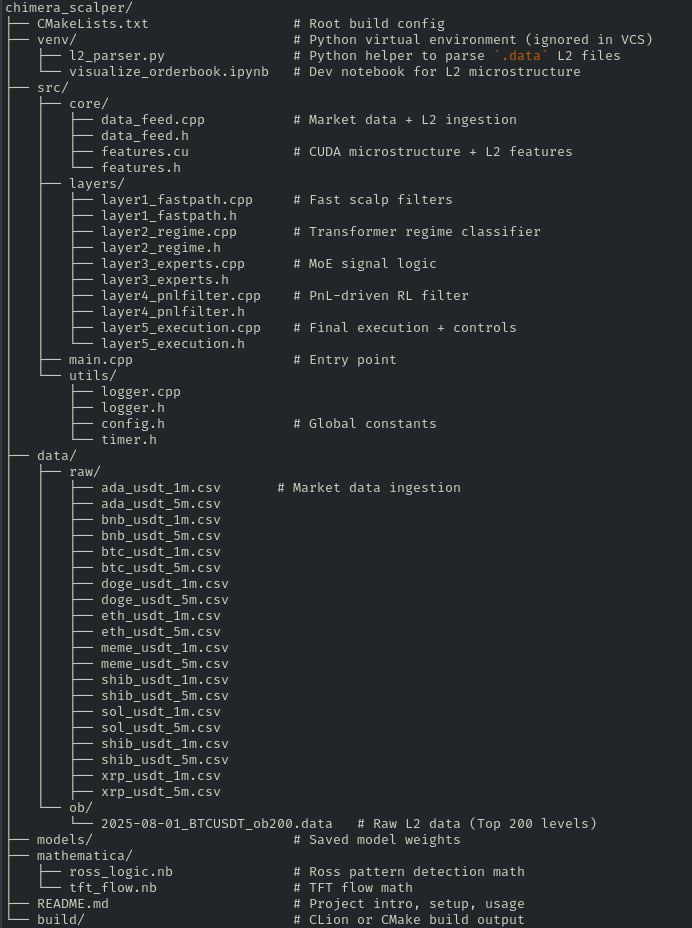 chimera_scalper/
├── CMakeLists.txt                  # Root build config
├── venv/                           # Python virtual environment (ignored in VCS)
│   ├── l2_parser.py                # Python helper to parse `.data` L2 files
│   └── visualize_orderbook.ipynb   # Dev notebook for L2 microstructure
├── src/
│   ├── core/
│   │   ├── data_feed.cpp           # Market data + L2 ingestion
│   │   ├── data_feed.h
│   │   ├── features.cu             # CUDA microstructure + L2 features
│   │   └── features.h
│   ├── layers/
│   │   ├── layer1_fastpath.cpp     # Fast scalp filters
│   │   ├── layer1_fastpath.h
│   │   ├── layer2_regime.cpp       # Transformer regime classifier
│   │   ├── layer2_regime.h
│   │   ├── layer3_experts.cpp      # MoE signal logic
│   │   ├── layer3_experts.h
│   │   ├── layer4_pnlfilter.cpp    # PnL-driven RL filter
│   │   ├── layer4_pnlfilter.h
│   │   ├── layer5_execution.cpp    # Final execution + controls
│   │   └── layer5_execution.h
│   ├── main.cpp                    # Entry point
│   └── utils/
│       ├── logger.cpp
│       ├── logger.h
│       ├── config.h                # Global constants
│       └── timer.h
├── data/
│   ├── raw/
│   │   ├── ada_usdt_1m.csv       # Market data ingestion
│   │   ├── ada_usdt_5m.csv
│   │   ├── bnb_usdt_1m.csv
│   │   ├── bnb_usdt_5m.csv
│   │   ├── btc_usdt_1m.csv
│   │   ├── btc_usdt_5m.csv
│   │   ├── doge_usdt_1m.csv
│   │   ├── doge_usdt_5m.csv
│   │   ├── eth_usdt_1m.csv
│   │   ├── eth_usdt_5m.csv
│   │   ├── meme_usdt_1m.csv
│   │   ├── meme_usdt_5m.csv
│   │   ├── shib_usdt_1m.csv
│   │   ├── shib_usdt_5m.csv
│   │   ├── sol_usdt_1m.csv
│   │   ├── sol_usdt_5m.csv
│   │   ├── shib_usdt_1m.csv
│   │   ├── shib_usdt_5m.csv
│   │   ├── xrp_usdt_1m.csv
│   │   ├── xrp_usdt_5m.csv
│   └── ob/
│       └── 2025-08-01_BTCUSDT_ob200.data   # Raw L2 data (Top 200 levels)
├── models/                         # Saved model weights
├── mathematica/
│   ├── ross_logic.nb               # Ross pattern detection math
│   └── tft_flow.nb                 # TFT flow math
├── README.md                       # Project intro, setup, usage
└── build/                          # CLion or CMake build output